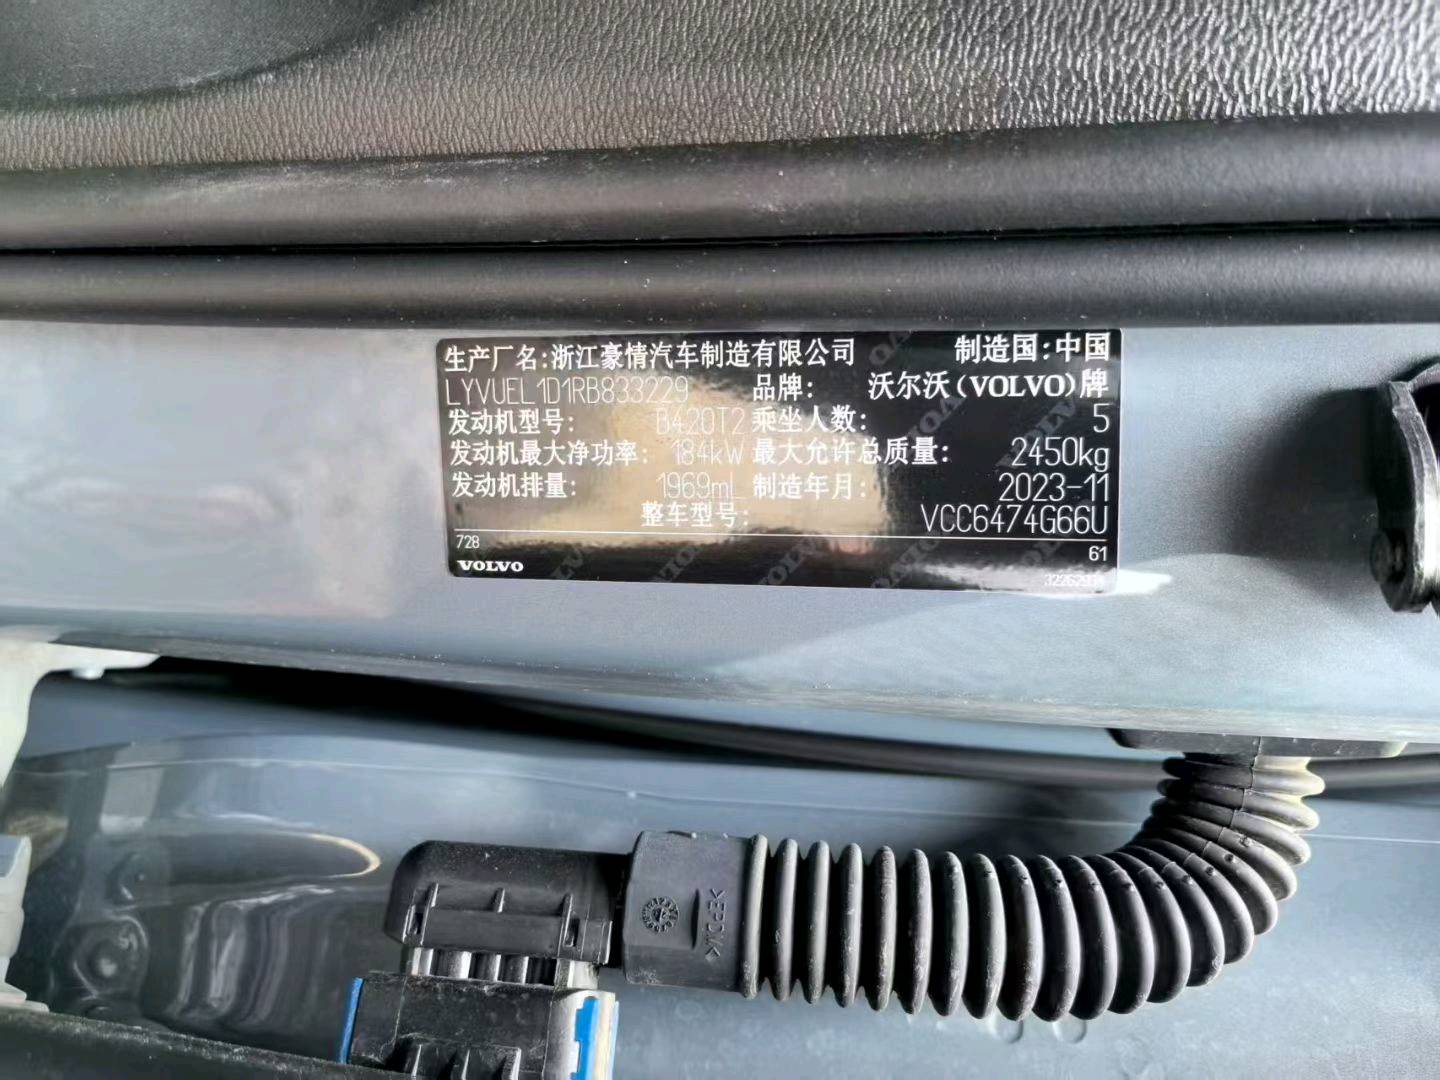 生产厂名:浙江豪情汽车制造有限公司 制造国:中国
LYVUEL1D1RB833229 品牌: 沃尔沃(VOLVO)牌
发动机型号: B420T2 乘坐人数: 5
发动机最大净功率: 184kW 最大允许总质量: 2450kg
发动机排量: 1969mL 制造年月: 2023-11
整车型号: VCC6474G66U
728 61
VOLVO
>EPDM<